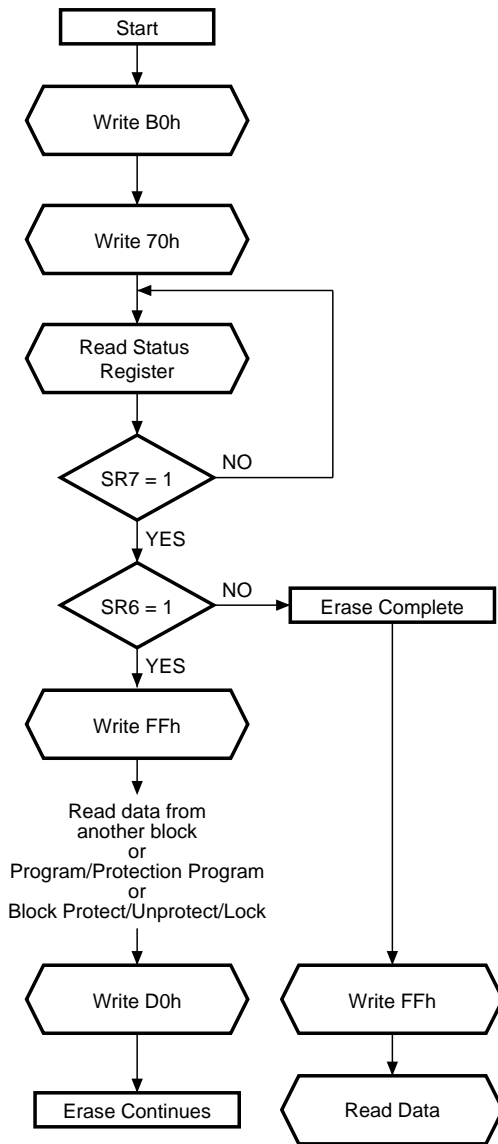 Start
Write B0h
Write 70h
Read Status
Register
SR7 = 1
NO
YES
SR6 = 1
NO
Erase Complete
YES
Write FFh
Read data from
another block
or
Program/Protection Program
or
Block Protect/Unprotect/Lock
Write D0h
Write FFh
Erase Continues
Read Data